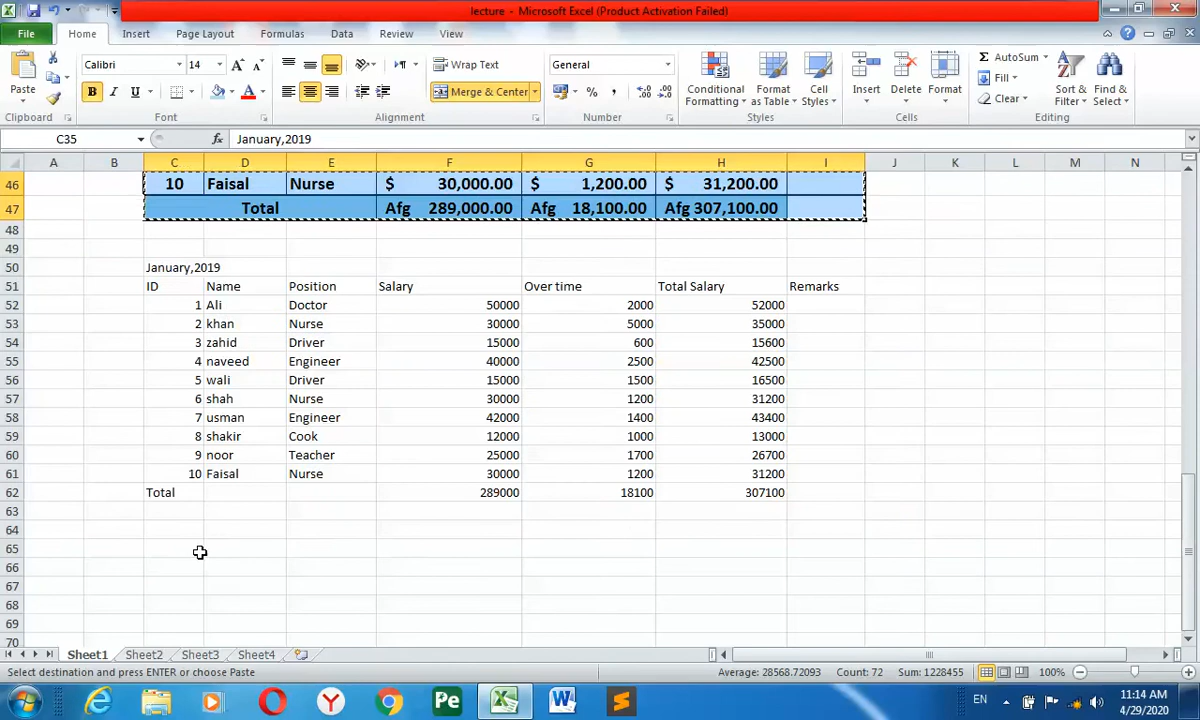 lecture - Microsoft Excel (Product Activation Failed)
File Home Insert Page Layout Formulas Data Review View
Paste
Clipboard
Calibri 14
B I U
Font
Wrap Text
Merge & Center
Alignment
General
%
Number
Conditional Formatting
Format as Table
Cell Styles
Styles
Insert Delete Format
Cells
AutoSum
Fill
Clear
Sort & Filter
Find & Select
Editing
C35 fx January,2019
A B C D E F G H I J K L M N
46 10 Faisal Nurse $ 30,000.00 $ 1,200.00 $ 31,200.00
47 Total Afg 289,000.00 Afg 18,100.00 Afg 307,100.00
48
49
50 January,2019
51 ID Name Position Salary Over time Total Salary Remarks
52 1 Ali Doctor 50000 2000 52000
53 2 khan Nurse 30000 5000 35000
54 3 zahid Driver 15000 600 15600
55 4 naveed Engineer 40000 2500 42500
56 5 wali Driver 15000 1500 16500
57 6 shah Nurse 30000 1200 31200
58 7 usman Engineer 42000 1400 43400
59 8 shakir Cook 12000 1000 13000
60 9 noor Teacher 25000 1700 26700
61 10 Faisal Nurse 30000 1200 31200
62 Total 289000 18100 307100
63
64
65
66
67
68
69
70
Sheet1 Sheet2 Sheet3 Sheet4
Select destination and press ENTER or choose Paste Average: 28568.72093 Count: 72 Sum: 1228455 100%
Pe EN 11:14 AM
4/29/2020